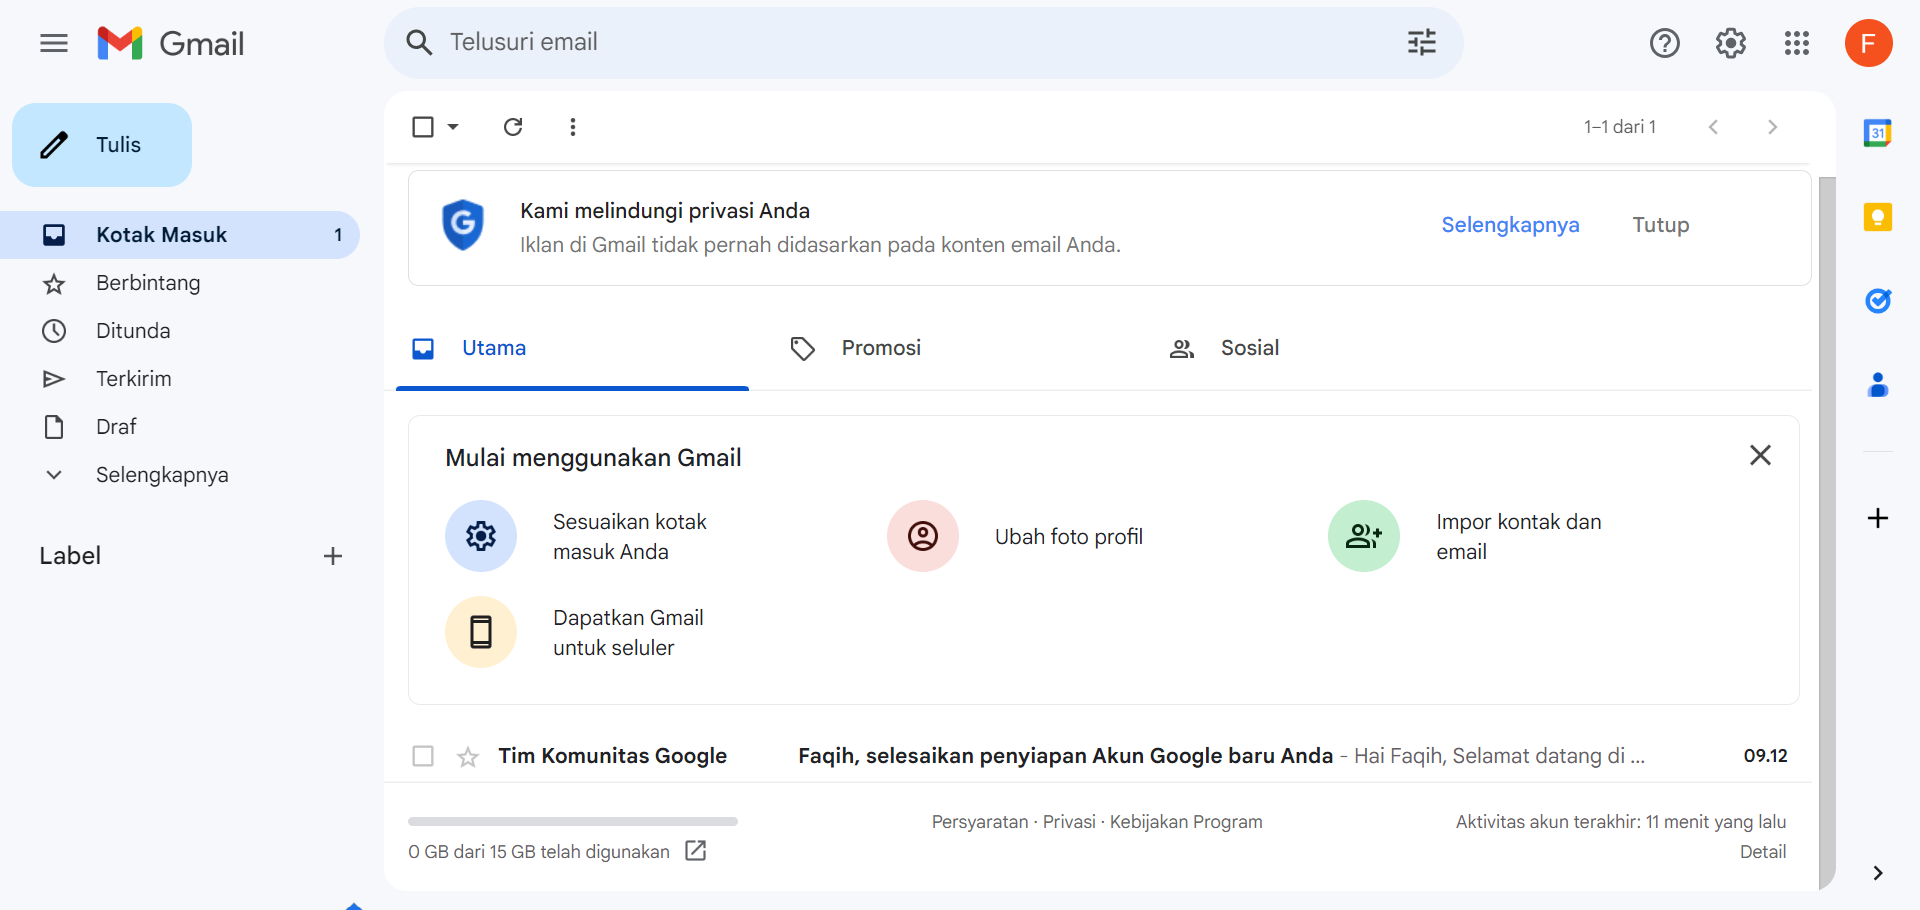 Gmail
Telusuri email
F
Tulis
1–1 dari 1
31
Kami melindungi privasi Anda
Iklan di Gmail tidak pernah didasarkan pada konten email Anda.
Selengkapnya
Tutup
G
Kotak Masuk 1
Berbintang
Ditunda
Terkirim
Draf
Selengkapnya
Label
Utama
Promosi
Sosial
Mulai menggunakan Gmail
Sesuaikan kotak
masuk Anda
Ubah foto profil
Impor kontak dan
email
Dapatkan Gmail
untuk seluler
Tim Komunitas Google Faqih, selesaikan penyiapan Akun Google baru Anda - Hai Faqih, Selamat datang di ... 09.12
0 GB dari 15 GB telah digunakan
Persyaratan · Privasi · Kebijakan Program
Aktivitas akun terakhir: 11 menit yang lalu
Detail